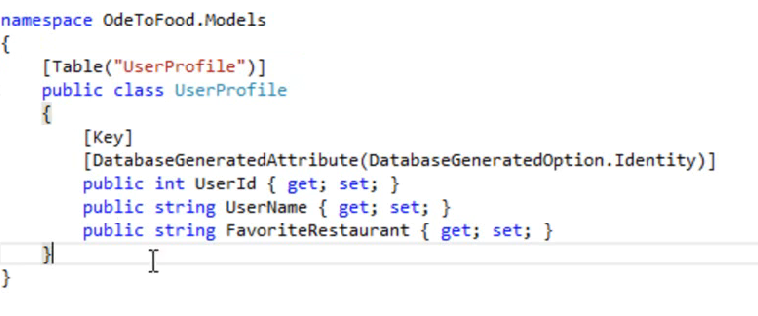 namespace OdeToFood.Models
{
[Table("UserProfile")]
public class UserProfile
{
[Key]
[DatabaseGeneratedAttribute(DatabaseGeneratedOption.Identity)]
public int UserId { get; set; }
public string UserName { get; set; }
public string FavoriteRestaurant { get; set; }
}
}